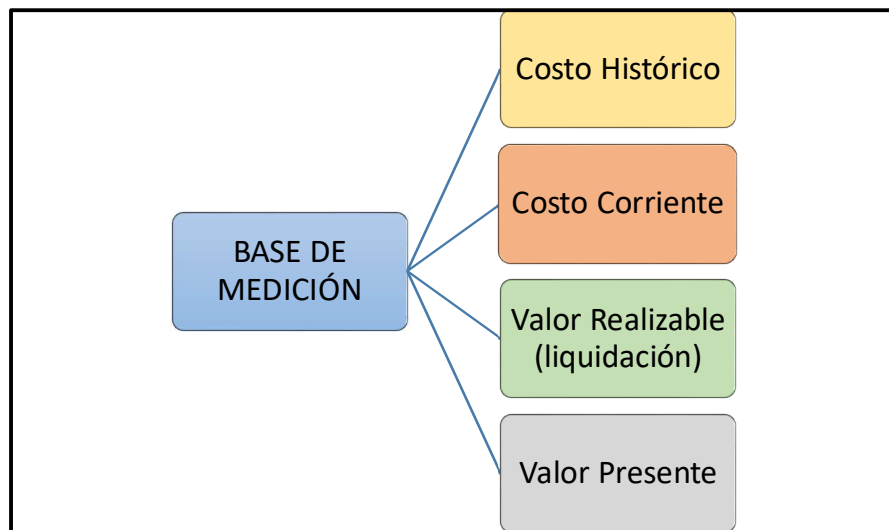 Costo Histórico
Costo Corriente
BASE DE
MEDICIÓN
Valor Realizable
(liquidación)
Valor Presente